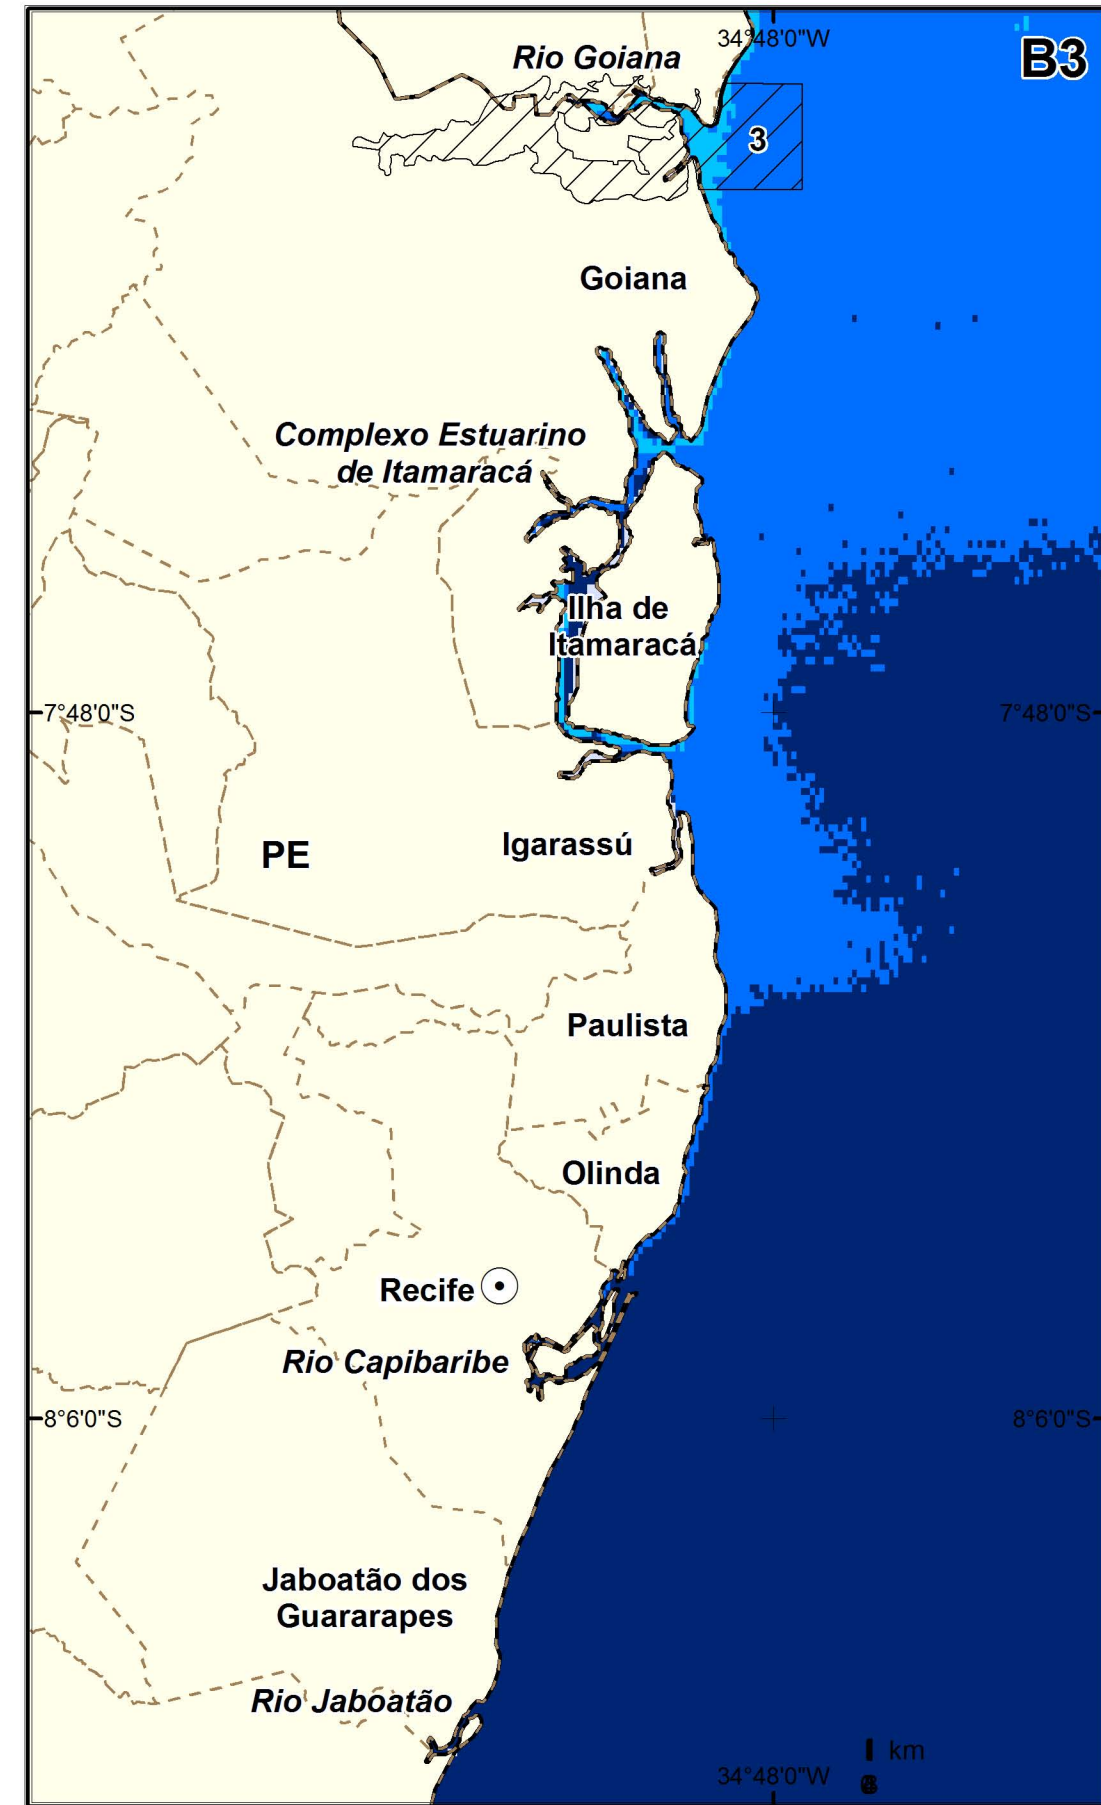 34°48'0"W
B3
Rio Goiana
3
Goiana
Complexo Estuarino
de Itamaracá
Ilha de
Itamaracá
7°48'0"S
7°48'0"S
PE
Igarassú
Paulista
Olinda
Recife
Rio Capibaribe
8°6'0"S
8°6'0"S
Jaboatão dos
Guararapes
Rio Jaboatão
km
34°48'0"W